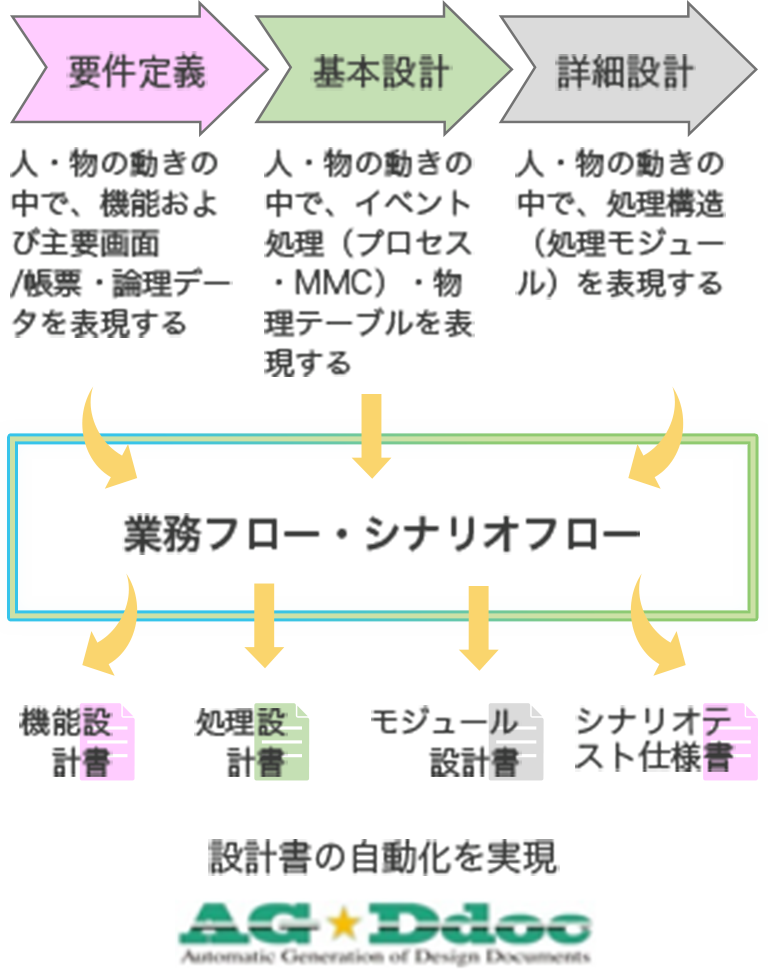 要件定義
基本設計
詳細設計
人・物の動きの
中で、機能およ
び主要画面
/帳票・論理デー
タを表現する
人・物の動きの
中で、イベント
処理（プロセス
・MMC）・物
理テーブルを表
現する
人・物の動きの
中で、処理構造
（処理モジュー
ル）を表現する
業務フロー・シナリオフロー
機能設
計書
処理設
計書
モジュール
設計書
シナリオテ
スト仕様書
設計書の自動化を実現
AG★Ddoc
Automatic Generation of Design Documents